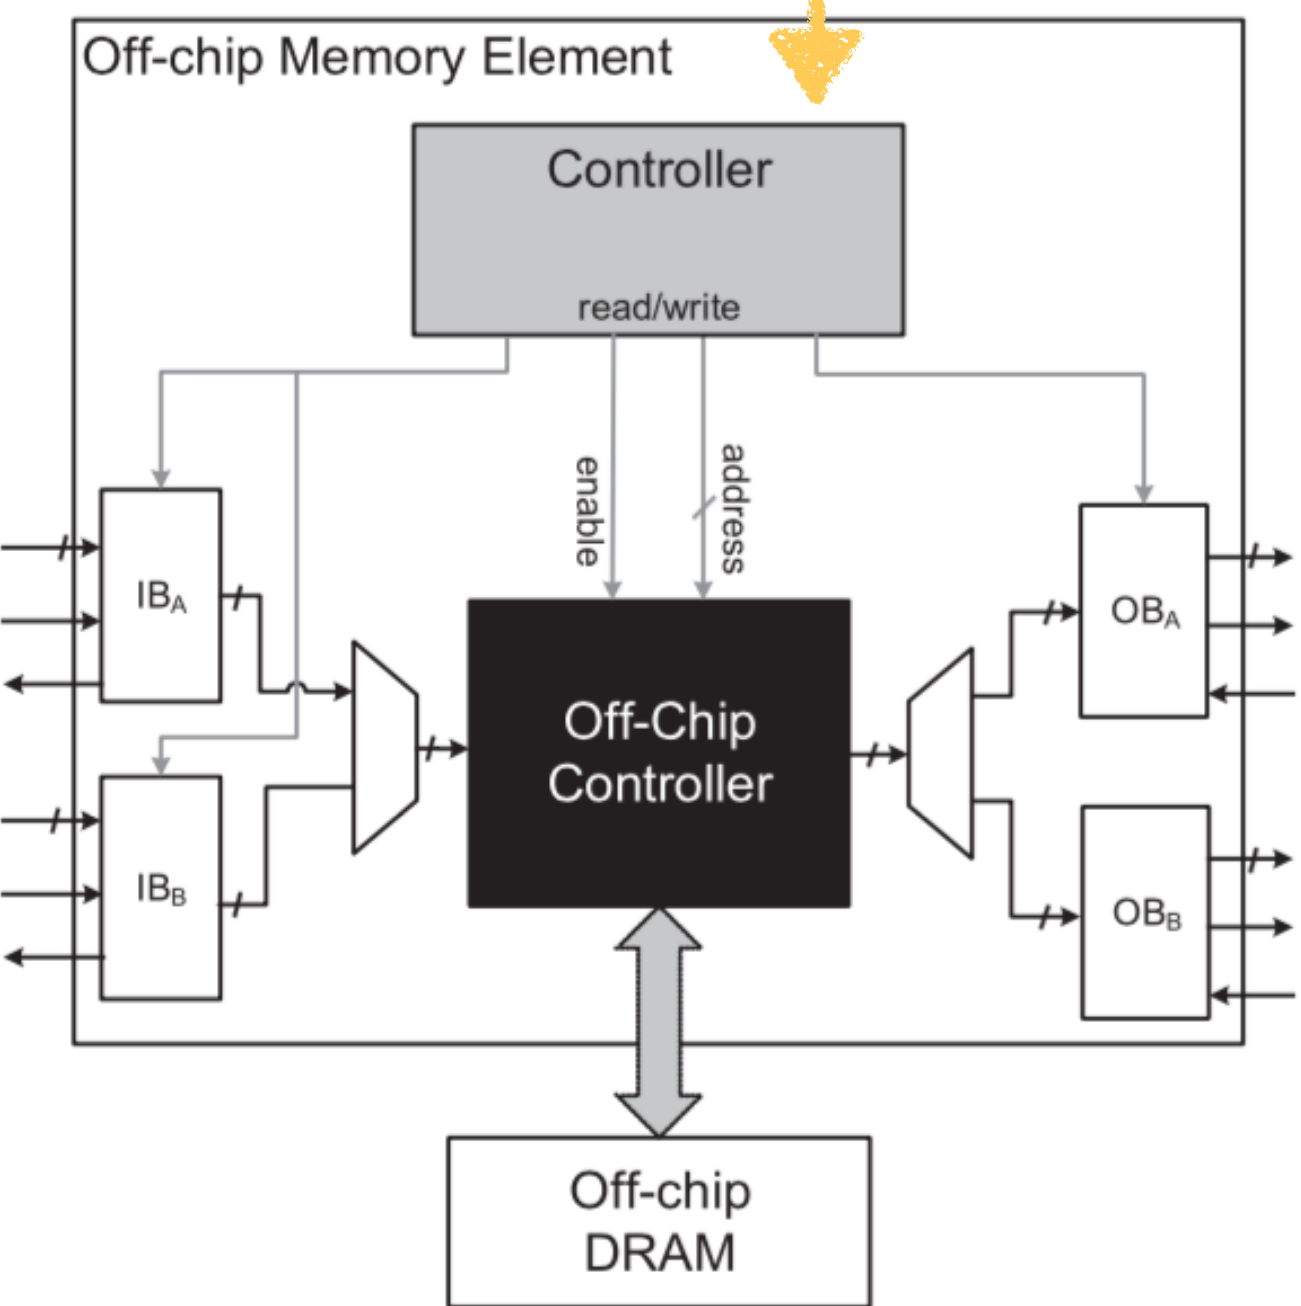 Off-chip Memory Element
Controller
read/write
enable
address
IBA
OBA
Off-Chip
Controller
IBB
OBB
Off-chip
DRAM